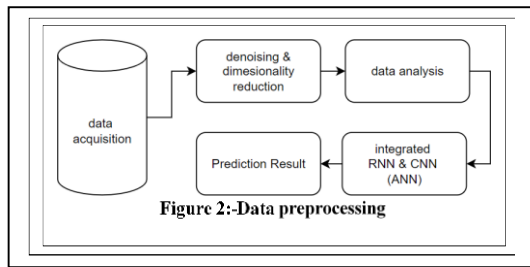 data
acquisition
denoising &
dimesionality
reduction
data analysis
integrated
RNN & CNN
(ANN)
Prediction Result
Figure 2:-Data preprocessing